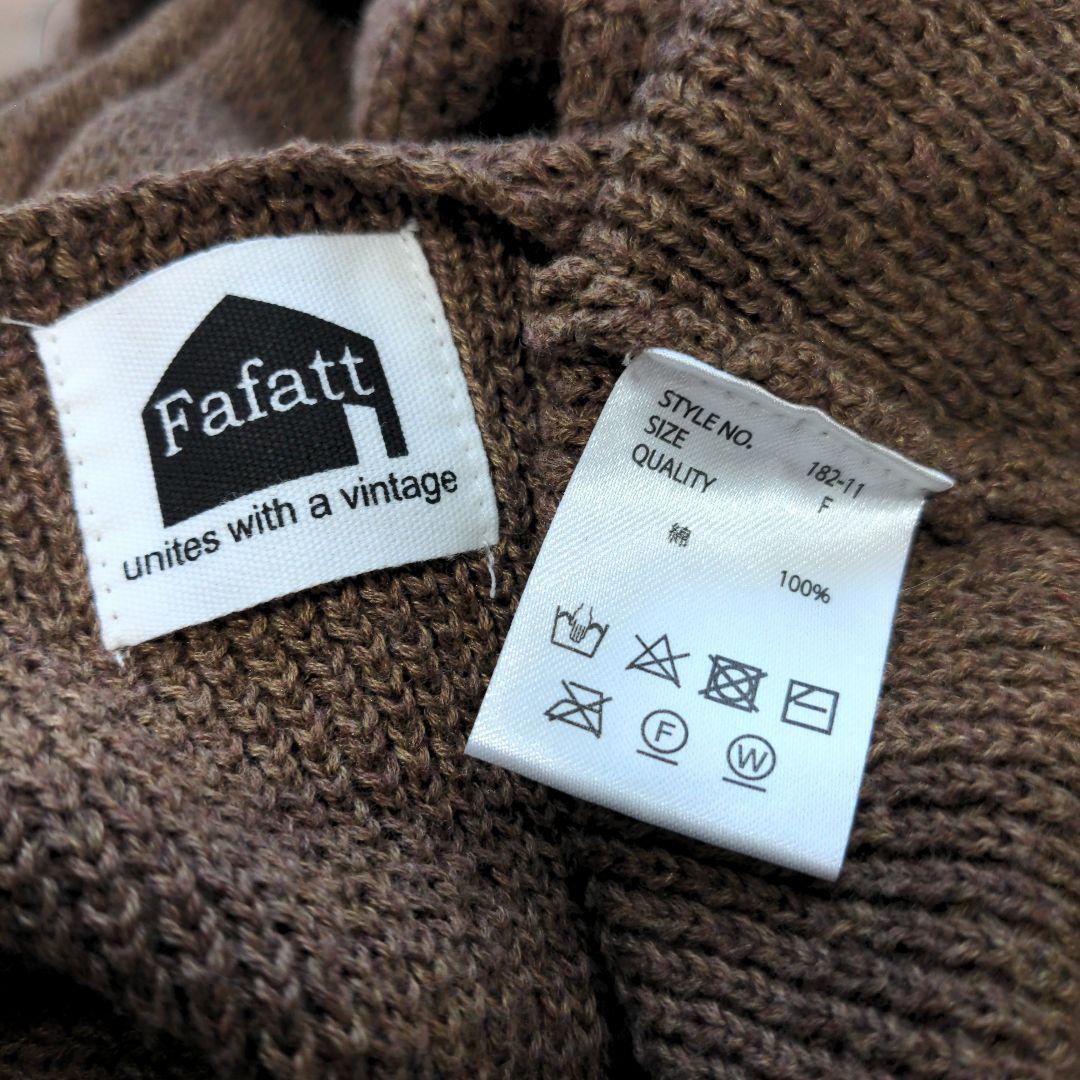 Fafatt
unites with a vintage
STYLE NO. 182-11
SIZE F
QUALITY
綿 100%
F
W